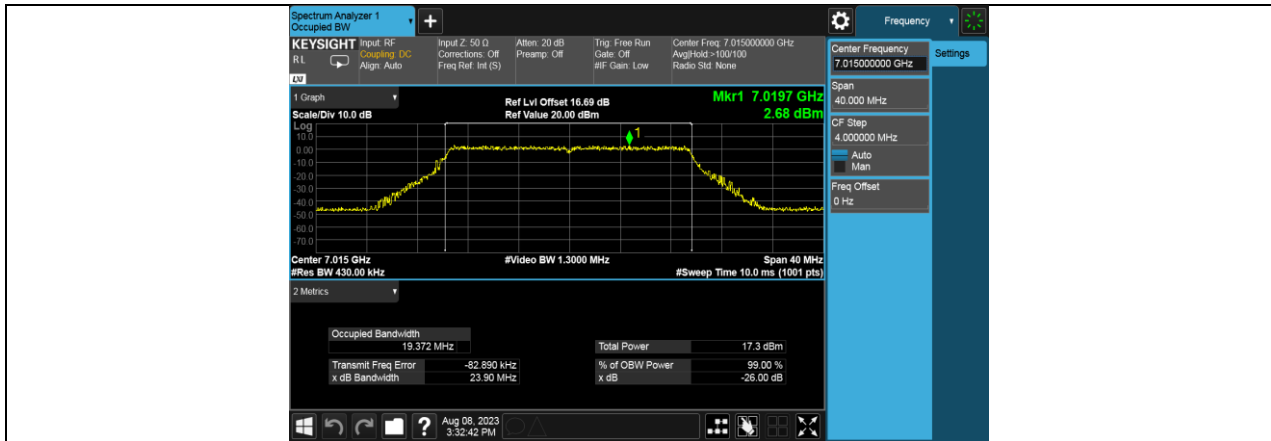 Spectrum Analyzer 1
Occupied BW
Frequency
KEYSIGHT
RL
LXI
Input: RF
Coupling: DC
Align: Auto
Input Z: 50 Ω
Corrections: Off
Freq Ref: Int (S)
Atten: 20 dB
Preamp: Off
Trig: Free Run
Gate: Off
#IF Gain: Low
Center Freq: 7.015000000 GHz
Avg|Hold:>100/100
Radio Std: None
Center Frequency
7.015000000 GHz
Settings
Span
40.000 MHz
CF Step
4.000000 MHz
Auto
Man
Freq Offset
0 Hz
1 Graph
Scale/Div 10.0 dB
Ref Lvl Offset 16.69 dB
Ref Value 20.00 dBm
Mkr1 7.0197 GHz
2.68 dBm
Log
10.0
0.00
-10.0
-20.0
-30.0
-40.0
-50.0
-60.0
-70.0
1
Center 7.015 GHz
#Video BW 1.3000 MHz
Span 40 MHz
#Res BW 430.00 kHz
#Sweep Time 10.0 ms (1001 pts)
2 Metrics
Occupied Bandwidth
19.372 MHz
Total Power 17.3 dBm
Transmit Freq Error -82.890 kHz
% of OBW Power 99.00 %
x dB Bandwidth 23.90 MHz
x dB -26.00 dB
?
Aug 08, 2023
3:32:42 PM